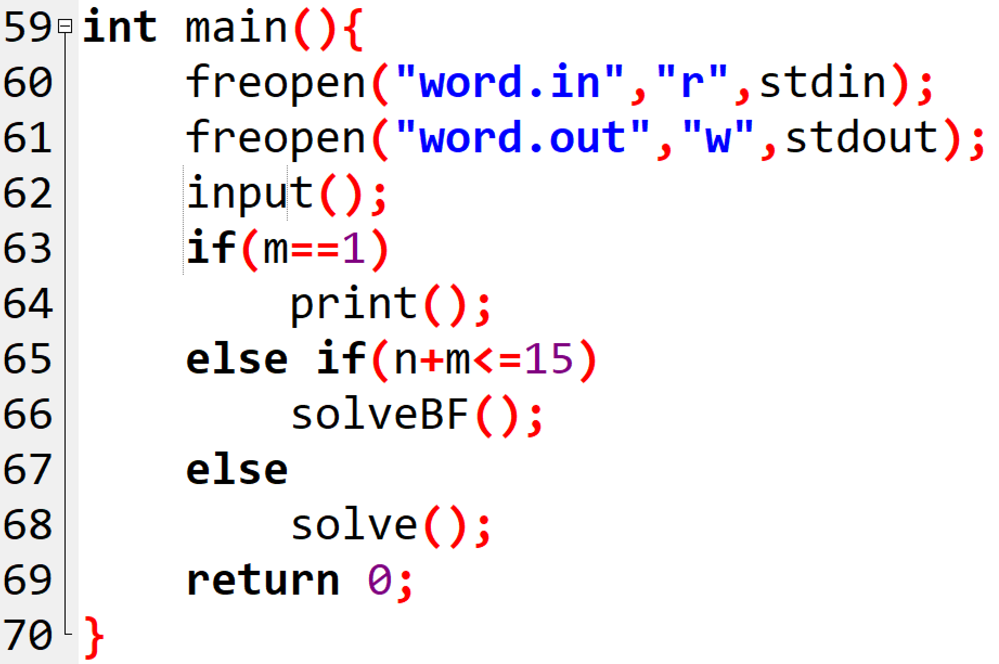 59 int main(){
60     freopen("word.in","r",stdin);
61     freopen("word.out","w",stdout);
62     input();
63     if(m==1)
64         print();
65     else if(n+m<=15)
66         solveBF();
67     else
68         solve();
69     return 0;
70 }